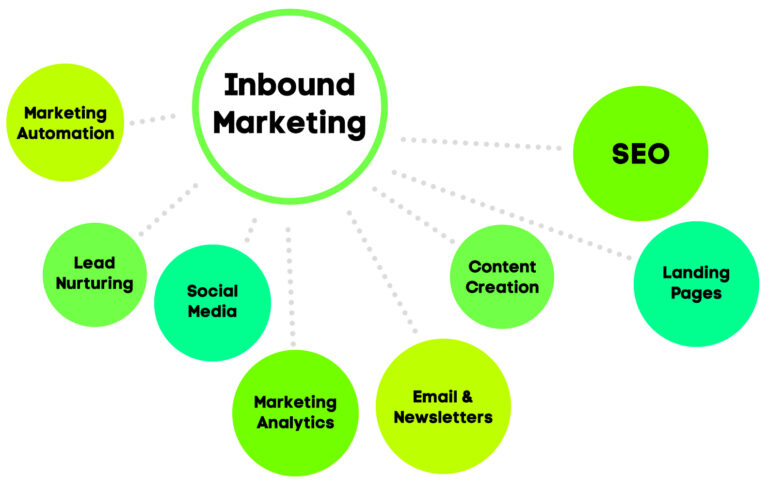 Inbound
Marketing
Marketing
Automation
SEO
Lead
Nurturing
Social
Media
Content
Creation
Landing
Pages
Marketing
Analytics
Email &
Newsletters